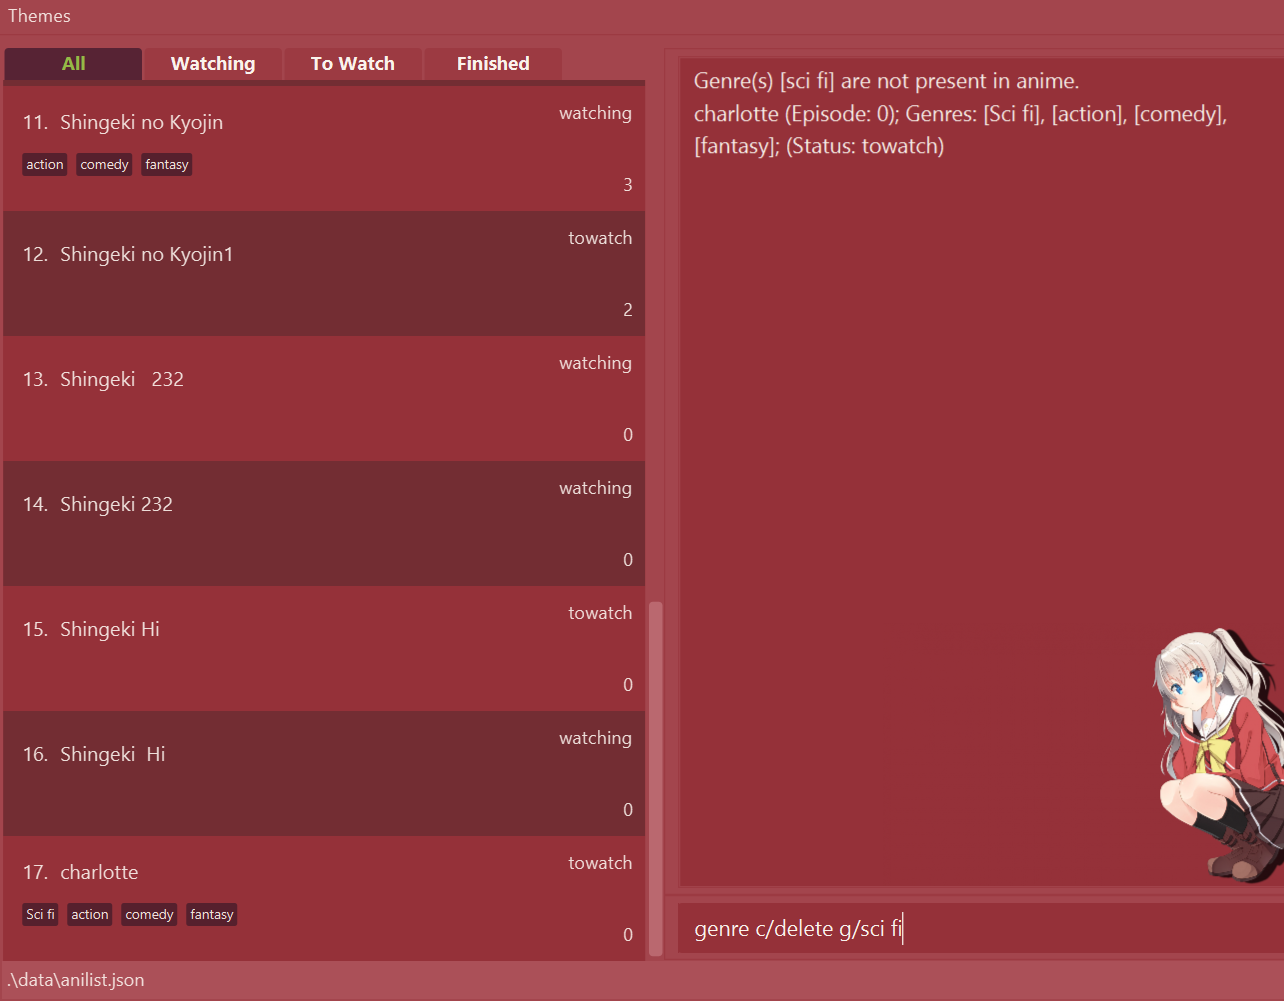 Themes
All
Watching
To Watch
Finished
11. Shingeki no Kyojin
watching
action comedy fantasy
3
12. Shingeki no Kyojin1
towatch
2
13. Shingeki   232
watching
0
14. Shingeki 232
watching
0
15. Shingeki Hi
towatch
0
16. Shingeki  Hi
watching
0
17. charlotte
towatch
Sci fi action comedy fantasy
0
Genre(s) [sci fi] are not present in anime.
charlotte (Episode: 0); Genres: [Sci fi], [action], [comedy],
[fantasy]; (Status: towatch)
genre c/delete g/sci fi
.\data\anilist.json